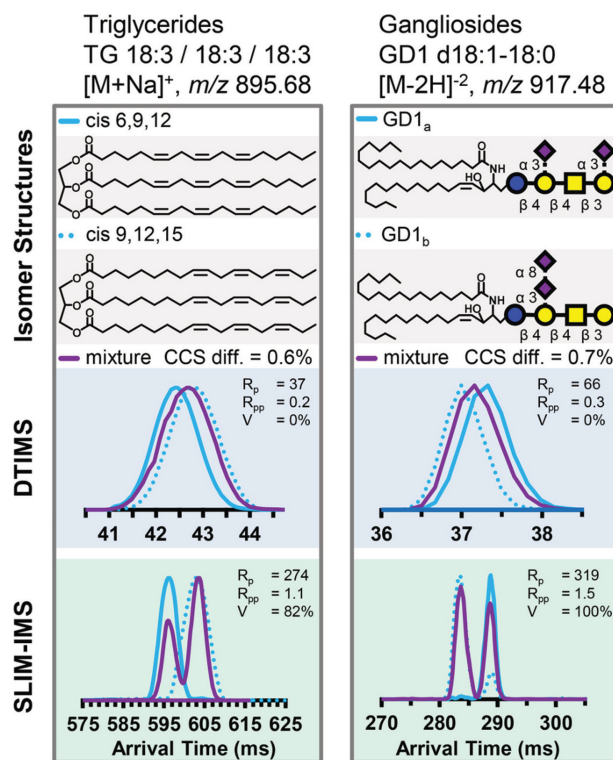 Triglycerides
TG 18:3 / 18:3 / 18:3
[M+Na]⁺, m/z 895.68
Gangliosides
GD1 d18:1-18:0
[M-2H]⁻², m/z 917.48
Isomer Structures
cis 6,9,12
O
O
O
O
O
O
cis 9,12,15
O
O
O
O
O
O
mixture CCS diff. = 0.6%
GD1ₐ
O
NH
HO
α 3
α 3
β 4
β 4
β 3
GD1_b
O
NH
HO
α 8
α 3
β 4
β 4
β 3
mixture CCS diff. = 0.7%
DTIMS
Rₚ = 37
Rₚₚ = 0.2
V = 0%
41 42 43 44
Rₚ = 66
Rₚₚ = 0.3
V = 0%
36 37 38
SLIM-IMS
Rₚ = 274
Rₚₚ = 1.1
V = 82%
575 585 595 605 615 625
Arrival Time (ms)
Rₚ = 319
Rₚₚ = 1.5
V = 100%
270 280 290 300
Arrival Time (ms)